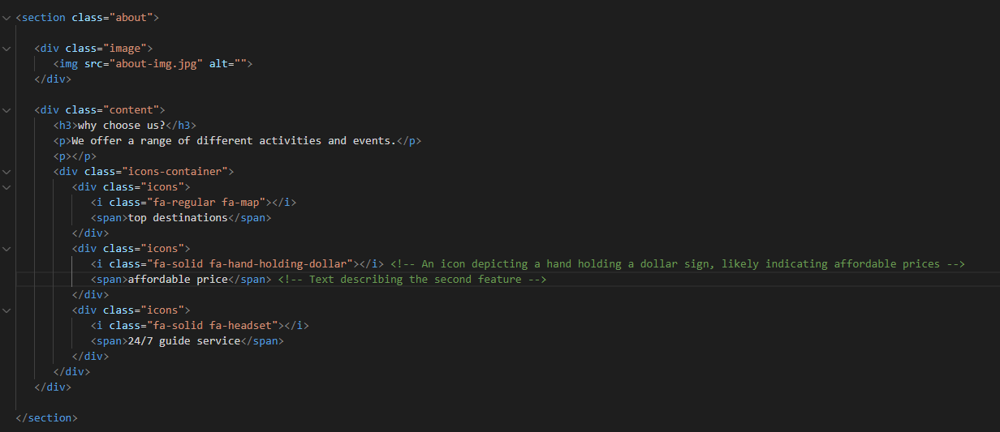 <section class="about">
<div class="image">
<img src="about-img.jpg" alt="">
</div>
<div class="content">
<h3>why choose us?</h3>
<p>We offer a range of different activities and events.</p>
<p></p>
<div class="icons-container">
<div class="icons">
<i class="fa-regular fa-map"></i>
<span>top destinations</span>
</div>
<div class="icons">
<i class="fa-solid fa-hand-holding-dollar"></i> <!-- An icon depicting a hand holding a dollar sign, likely indicating affordable prices -->
<span>affordable price</span> <!-- Text describing the second feature -->
</div>
<div class="icons">
<i class="fa-solid fa-headset"></i>
<span>24/7 guide service</span>
</div>
</div>
</div>
</section>